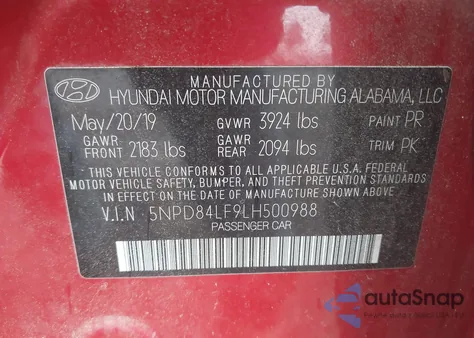 MANUFACTURED BY
HYUNDAI MOTOR MANUFACTURING ALABAMA, LLC
May/20/19 GVWR 3924 lbs PAINT PR
GAWR FRONT 2183 lbs GAWR REAR 2094 lbs TRIM PK
THIS VEHICLE CONFORMS TO ALL APPLICABLE U.S.A. FEDERAL
MOTOR VEHICLE SAFETY, BUMPER, AND THEFT PREVENTION STANDARDS
IN EFFECT ON THE DATE OF MANUFACTURE SHOWN ABOVE.
V.I.N 5NPD84LF9LH500988
PASSENGER CAR
autoSnap